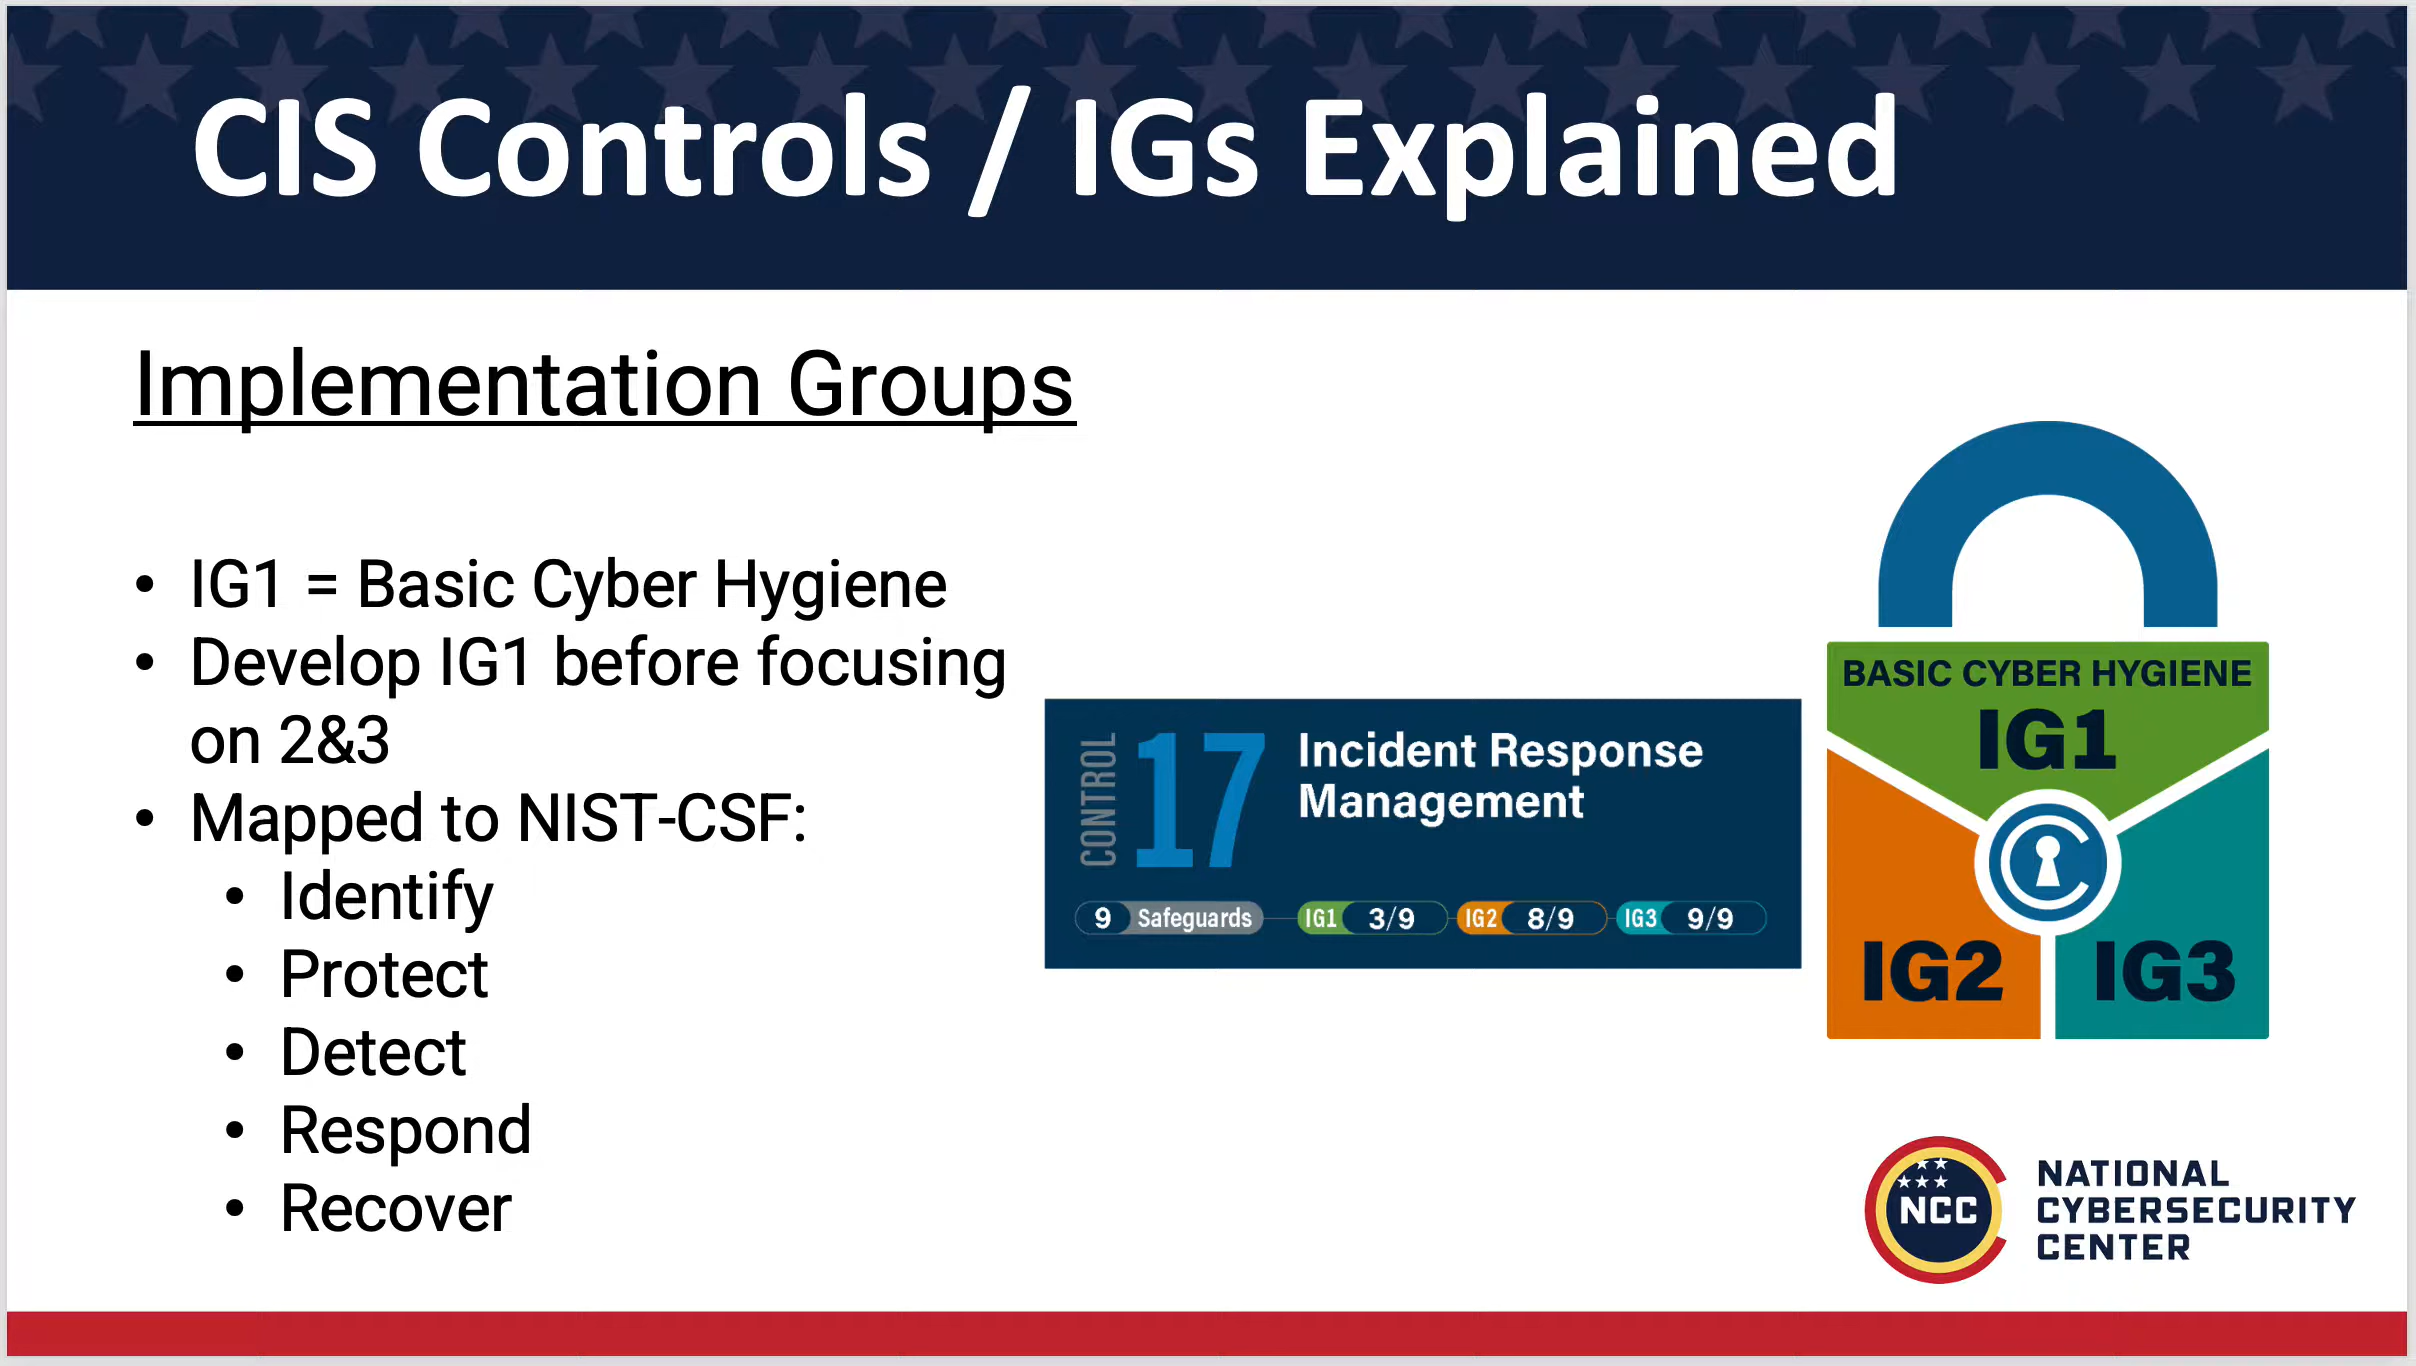 CIS Controls / IGs Explained
Implementation Groups
• IG1 = Basic Cyber Hygiene
• Develop IG1 before focusing
on 2&3
• Mapped to NIST-CSF:
• Identify
• Protect
• Detect
• Respond
• Recover
CONTROL
17
Incident Response
Management
9 Safeguards IG1 3/9 IG2 8/9 IG3 9/9
BASIC CYBER HYGIENE
IG1
IG2
IG3
NCC
NATIONAL
CYBERSECURITY
CENTER